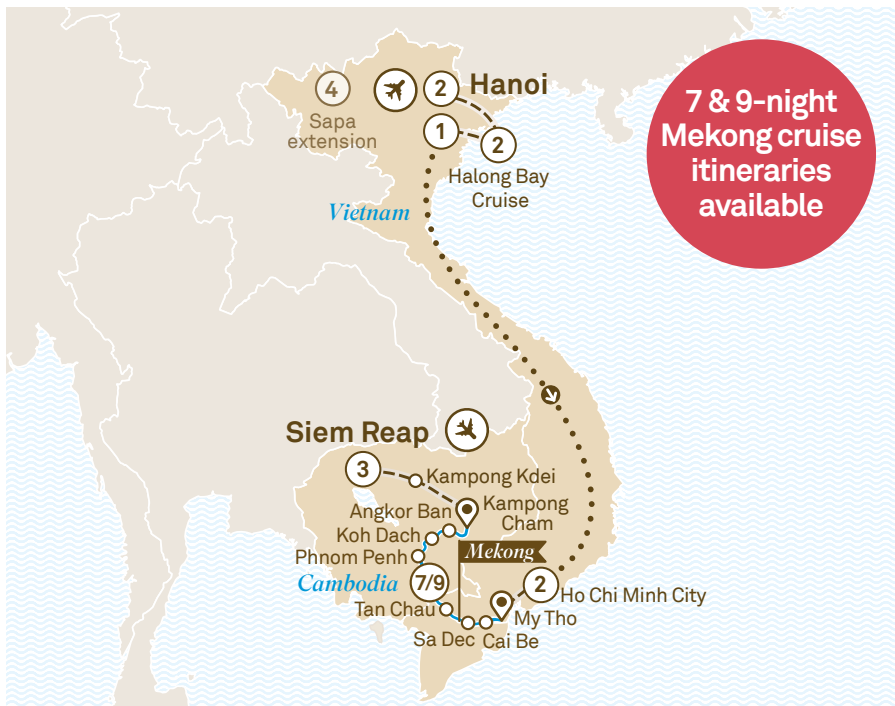 7 & 9-night
Mekong cruise
itineraries
available
4
Sapa
extension
2
Hanoi
1
2
Halong Bay
Cruise
Vietnam
Siem Reap
3
Kampong Kdei
Angkor Ban
Kampong
Cham
Koh Dach
Phnom Penh
Mekong
Cambodia
7/9
2
Ho Chi Minh City
Tan Chau
My Tho
Sa Dec
Cai Be